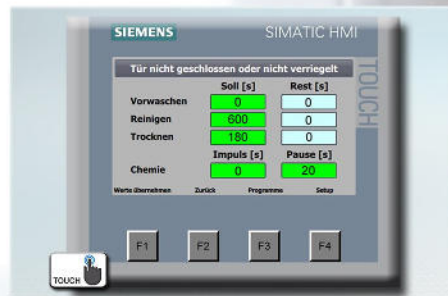 SIEMENS SIMATIC HMI
TOUCH
Tür nicht geschlossen oder nicht verriegelt
Soll [s] Rest [s]
Vorwaschen 0 0
Reinigen 600 0
Trocknen 180 0
Impuls [s] Pause [s]
Chemie 0 20
Werte übernehmen Zurück Programme Setup
F1 F2 F3 F4
TOUCH